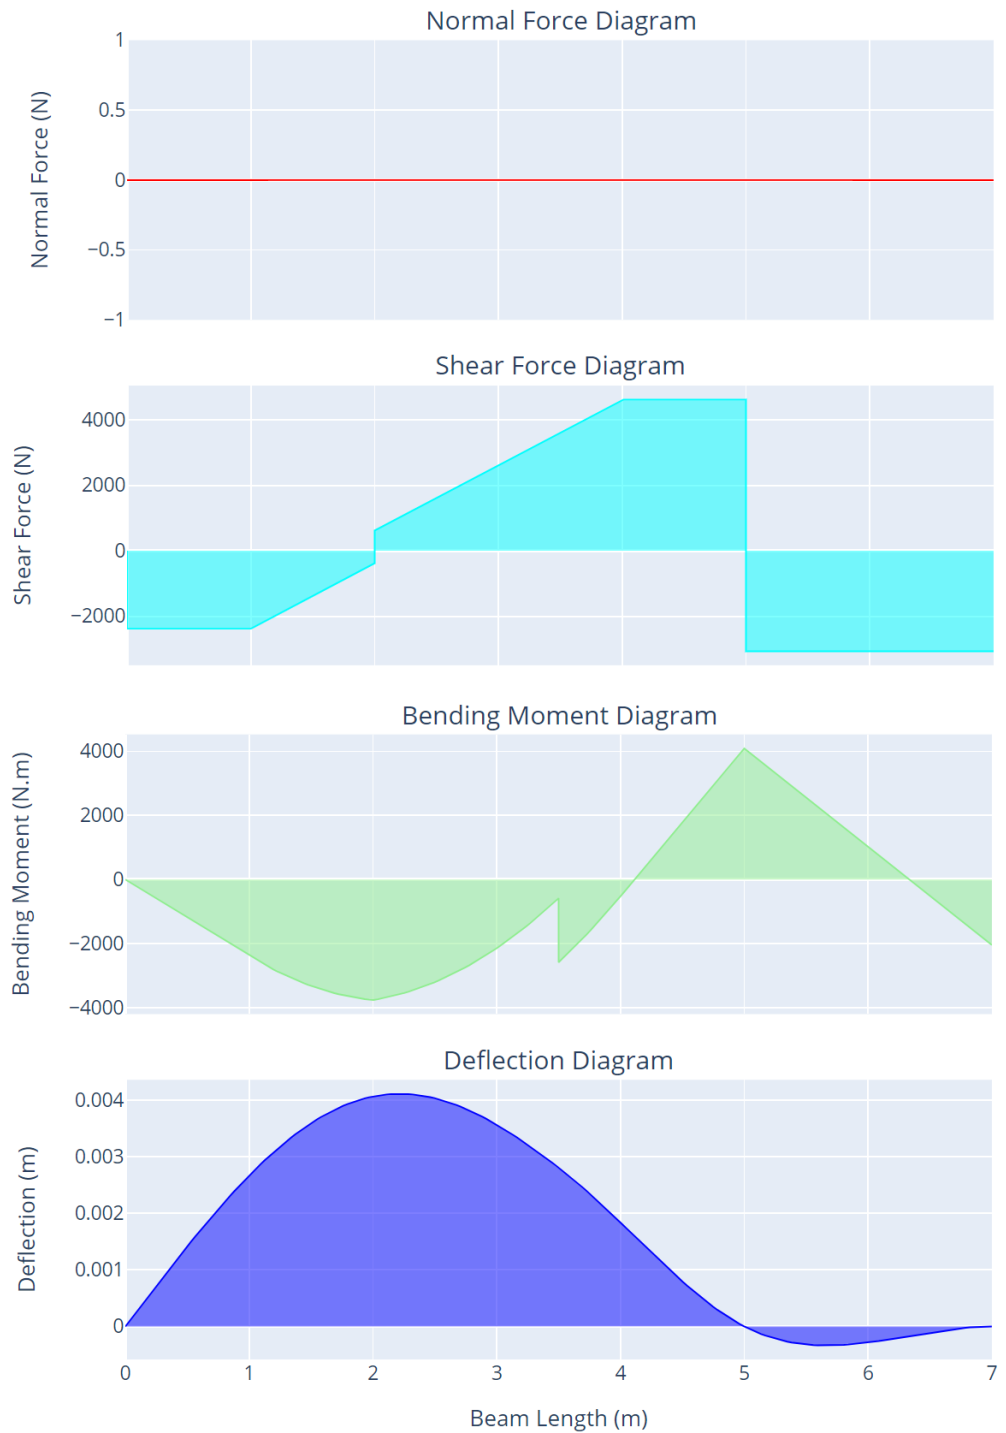 Normal Force Diagram
Normal Force (N)
1
0.5
0
−0.5
−1
Shear Force Diagram
Shear Force (N)
4000
2000
0
−2000
Bending Moment Diagram
Bending Moment (N.m)
4000
2000
0
−2000
−4000
Deflection Diagram
Deflection (m)
0.004
0.003
0.002
0.001
0
0 1 2 3 4 5 6 7
Beam Length (m)